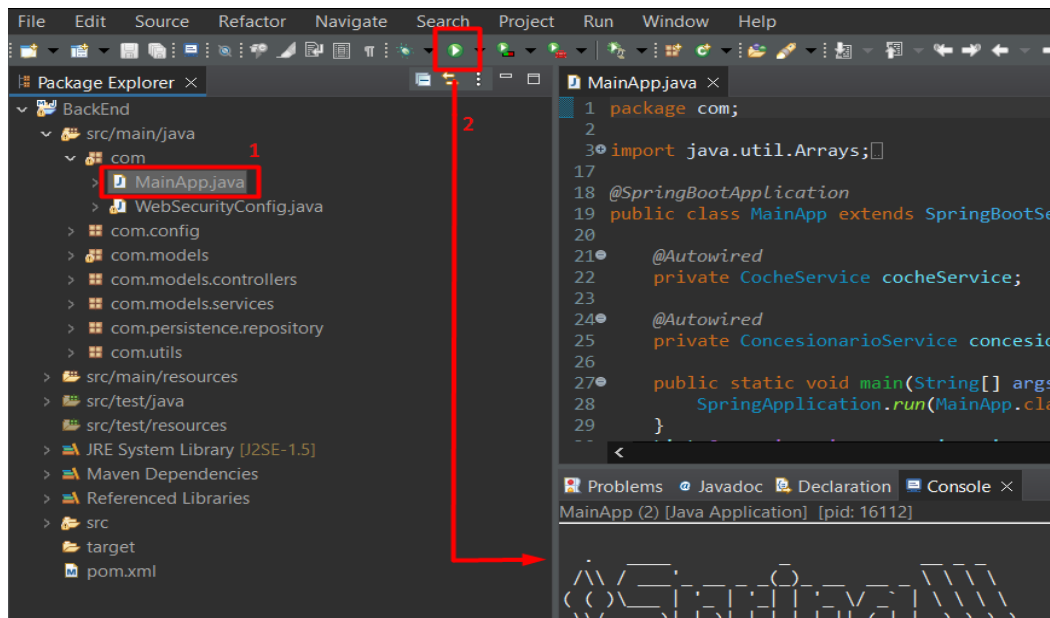 File Edit Source Refactor Navigate Search Project Run Window Help
Package Explorer
BackEnd
src/main/java
1
com
MainApp.java
WebSecurityConfig.java
com.config
com.models
com.models.controllers
com.models.services
com.persistence.repository
com.utils
src/main/resources
src/test/java
src/test/resources
JRE System Library [J2SE-1.5]
Maven Dependencies
Referenced Libraries
src
target
pom.xml
2
MainApp.java
1 package com;
2
3 import java.util.Arrays;
17
18 @SpringBootApplication
19 public class MainApp extends SpringBootSe
20
21 @Autowired
22 private CocheService cocheService;
23
24 @Autowired
25 private ConcesionarioService concesio
26
27 public static void main(String[] args
28 SpringApplication.run(MainApp.cla
29 }
Problems Javadoc Declaration Console
MainApp (2) [Java Application] [pid: 16112]
Spring